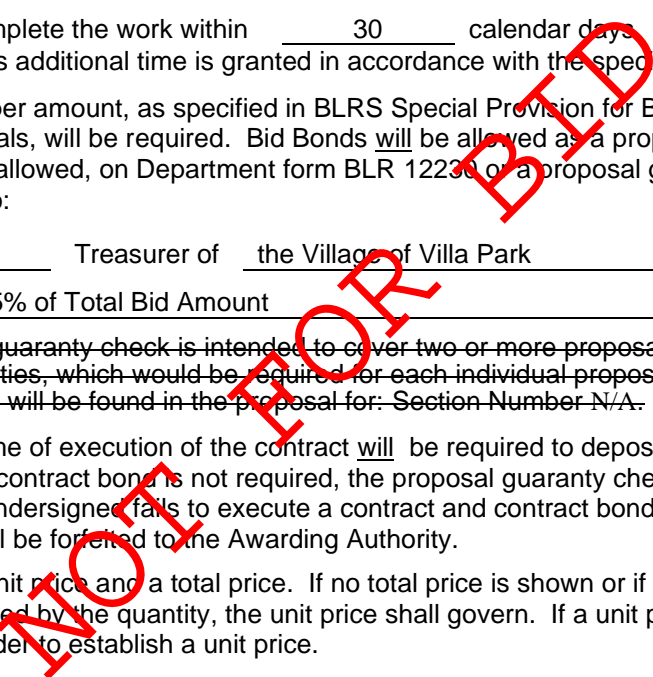 mplete the work within 30 calendar days
s additional time is granted in accordance with the speci
per amount, as specified in BLRS Special Provision for B
als, will be required. Bid Bonds will be allowed as a prop
allowed, on Department form BLR 12230 or a proposal g
o:
Treasurer of the Village of Villa Park
5% of Total Bid Amount
guaranty check is intended to cover two or more proposa
ties, which would be required for each individual propos
will be found in the proposal for: Section Number N/A.
me of execution of the contract will be required to depos
contract bond is not required, the proposal guaranty che
ndersigned fails to execute a contract and contract bond
l be forfeited to the Awarding Authority.
nit price and a total price. If no total price is shown or if
ed by the quantity, the unit price shall govern. If a unit p
der to establish a unit price.
NOT FOR BID